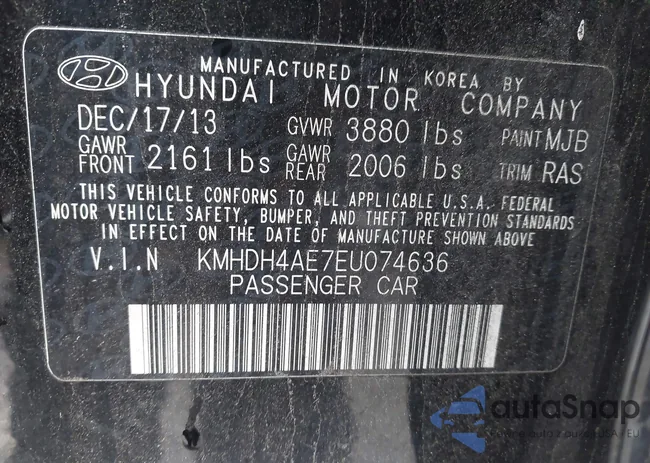 MANUFACTURED IN KOREA BY
HYUNDAI MOTOR COMPANY
DEC/17/13 GVWR 3880 lbs PAINT MJB
GAWR FRONT 2161 lbs GAWR REAR 2006 lbs TRIM RAS
THIS VEHICLE CONFORMS TO ALL APPLICABLE U.S.A. FEDERAL
MOTOR VEHICLE SAFETY, BUMPER, AND THEFT PREVENTION STANDARDS
IN EFFECT ON THE DATE OF MANUFACTURE SHOWN ABOVE
V.I.N KMHDH4AE7EU074636
PASSENGER CAR
autaSnap